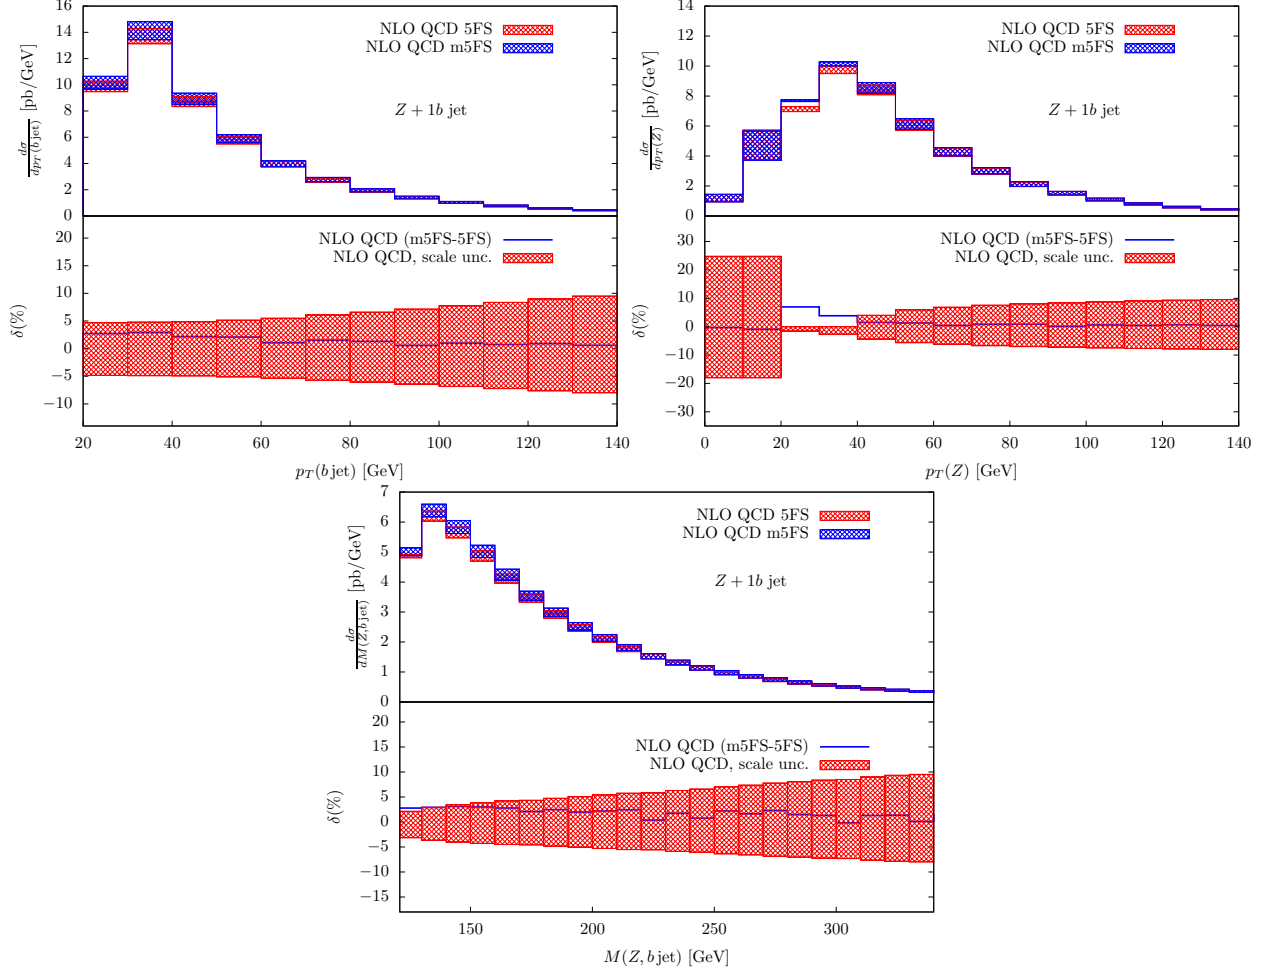 16
14
12
10
8
6
4
2
0
dσ/dp_T(b jet) [pb/GeV]
NLO QCD 5FS
NLO QCD m5FS
Z + 1b jet
20
15
10
5
0
−5
−10
δ(%)
NLO QCD (m5FS-5FS)
NLO QCD, scale unc.
20 40 60 80 100 120 140
p_T(b jet) [GeV]
14
12
10
8
6
4
2
0
dσ/dp_T(Z) [pb/GeV]
NLO QCD 5FS
NLO QCD m5FS
Z + 1b jet
30
20
10
0
−10
−20
−30
δ(%)
NLO QCD (m5FS-5FS)
NLO QCD, scale unc.
0 20 40 60 80 100 120 140
p_T(Z) [GeV]
7
6
5
4
3
2
1
0
dσ/dM(Z,b jet) [pb/GeV]
NLO QCD 5FS
NLO QCD m5FS
Z + 1b jet
20
15
10
5
0
−5
−10
−15
δ(%)
NLO QCD (m5FS-5FS)
NLO QCD, scale unc.
150 200 250 300
M(Z, b jet) [GeV]